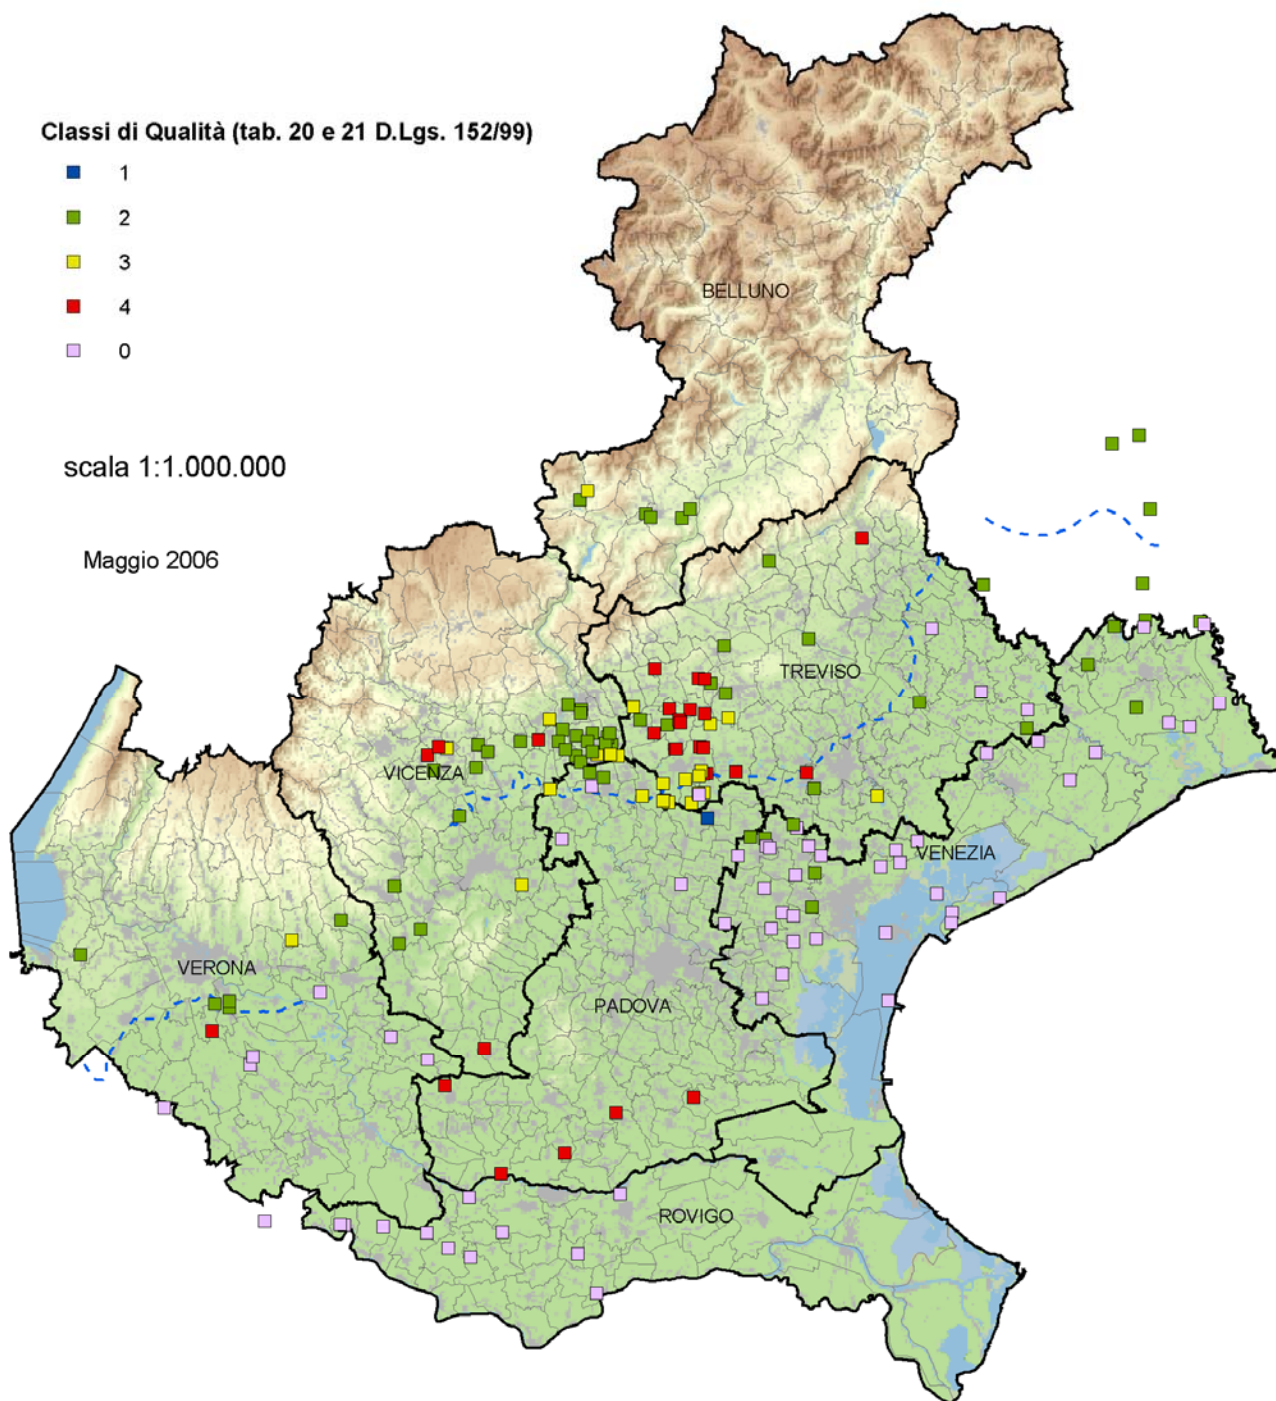 Classi di Qualità (tab. 20 e 21 D.Lgs. 152/99)
1
2
3
4
0
BELLUNO
scala 1:1.000.000
Maggio 2006
TREVISO
VICENZA
VENEZIA
VERONA
PADOVA
ROVIGO